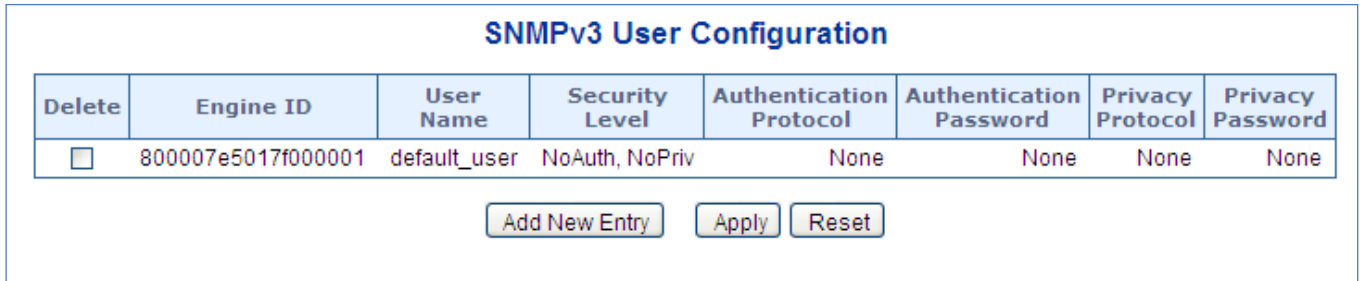 SNMPv3 User Configuration
Delete Engine ID User Name Security Level Authentication Protocol Authentication Password Privacy Protocol Privacy Password
800007e5017f000001 default_user NoAuth, NoPriv None None None None
Add New Entry Apply Reset